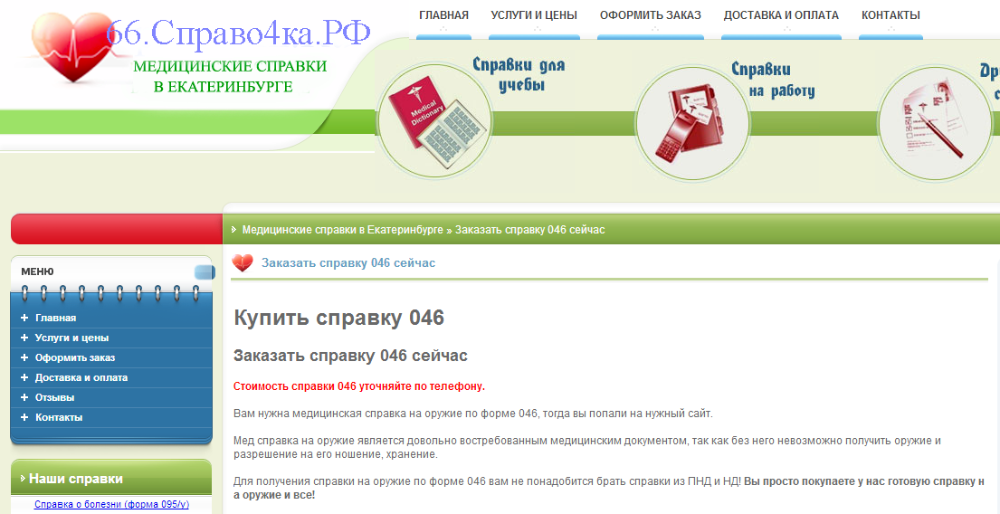 66.Справо4ка.РФ
МЕДИЦИНСКИЕ СПРАВКИ
В ЕКАТЕРИНБУРГЕ
ГЛАВНАЯ
УСЛУГИ И ЦЕНЫ
ОФОРМИТЬ ЗАКАЗ
ДОСТАВКА И ОПЛАТА
КОНТАКТЫ
Medical
Dictionary
Справки для
учебы
Справки
на работу
Медицинские справки в Екатеринбурге » Заказать справку 046 сейчас
МЕНЮ
Главная
Услуги и цены
Оформить заказ
Доставка и оплата
Отзывы
Контакты
Наши справки
Справка о болезни (форма 095/у)
Заказать справку 046 сейчас
Купить справку 046
Заказать справку 046 сейчас
Стоимость справки 046 уточняйте по телефону.
Вам нужна медицинская справка на оружие по форме 046, тогда вы попали на нужный сайт.
Мед справка на оружие является довольно востребованным медицинским документом, так как без него невозможно получить оружие и
разрешение на его ношение, хранение.
Для получения справки на оружие по форме 046 вам не понадобится брать справки из ПНД и НД! Вы просто покупаете у нас готовую справку н
а оружие и все!